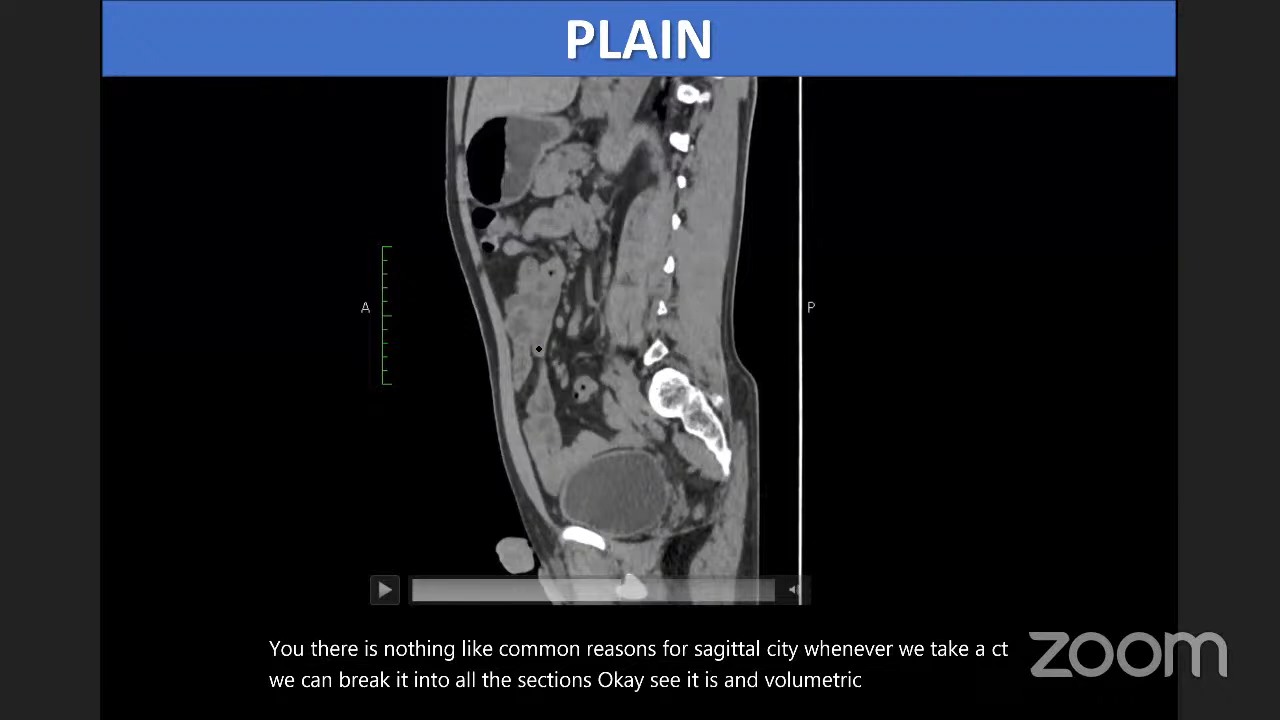 PLAIN
A
P
You there is nothing like common reasons for sagittal city whenever we take a ct
we can break it into all the sections Okay see it is and volumetric
zoom